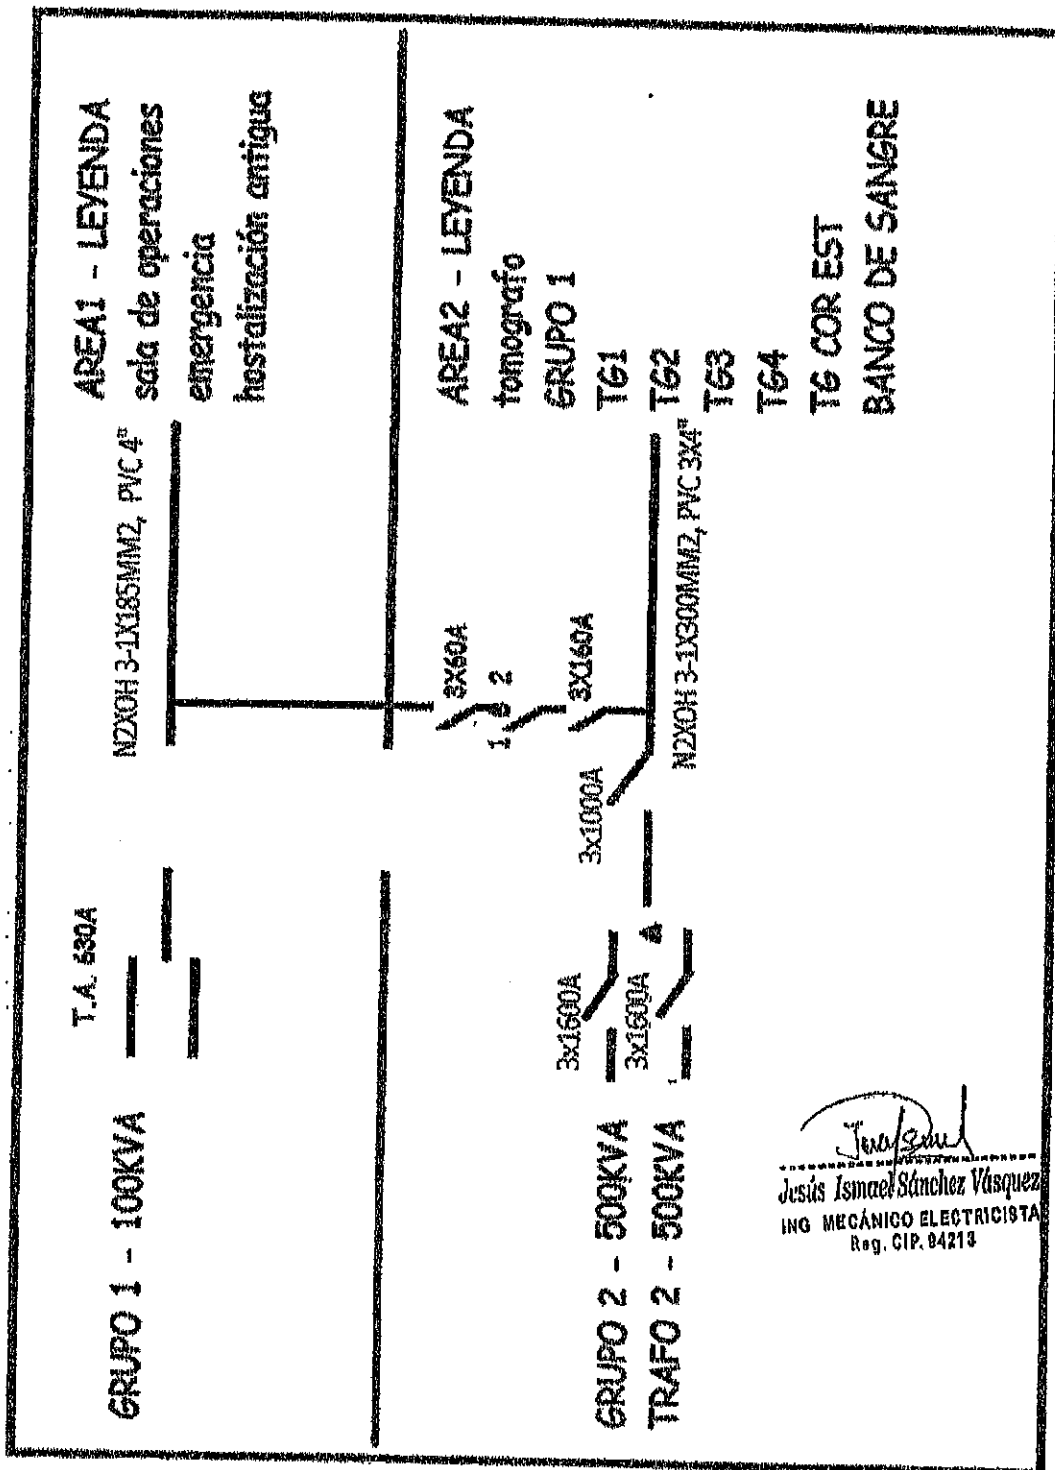 GRUPO 1 - 100KVA
T.A. 630A
N2XOH 3-1X185MM2, PVC 4"
AREA1 - LEYENDA
sala de operaciones
emergencia
hostalización antigua
3X60A
1 2
3X160A
GRUPO 2 - 500KVA
TRAFO 2 - 500KVA
3x1600A
3x1600A
3x1000A
N2XOH 3-1X300MM2, PVC 3X4"
AREA2 - LEYENDA
tomografo
GRUPO 1
TG1
TG2
TG3
TG4
TG COR EST
BANCO DE SANGRE
Jesús Ismael Sánchez Vásquez
ING MECÁNICO ELECTRICISTA
Reg. CIP. 84213